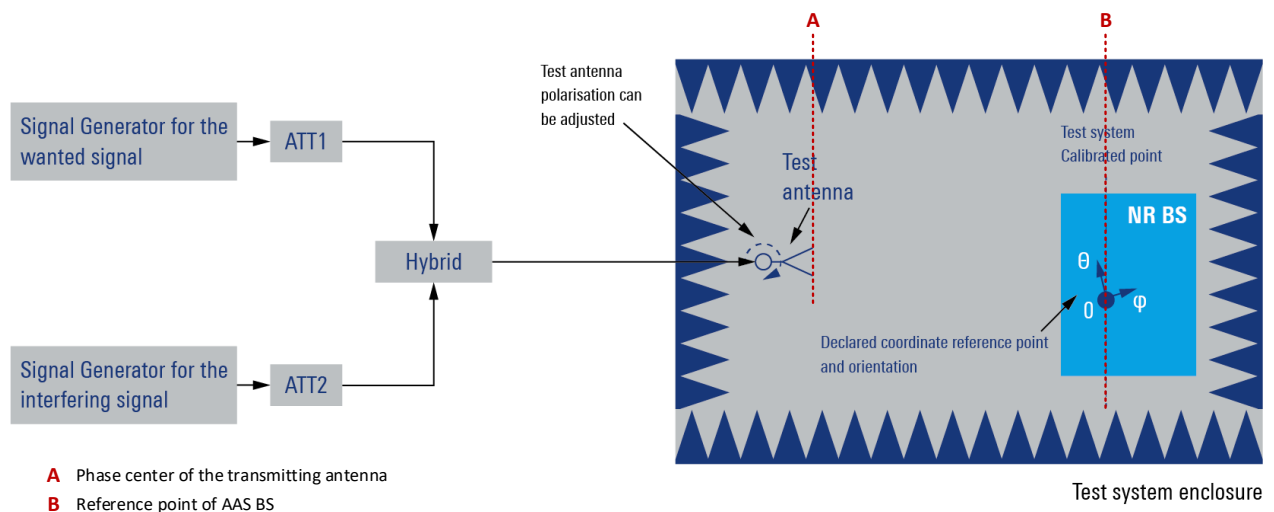 A
B
Test antenna
polarisation can
be adjusted
Signal Generator for the
wanted signal
ATT1
Test system
Calibrated point
Test
antenna
NR BS
Hybrid
θ
0
φ
Declared coordinate reference point
and orientation
Signal Generator for the
interfering signal
ATT2
A Phase center of the transmitting antenna
B Reference point of AAS BS
Test system enclosure